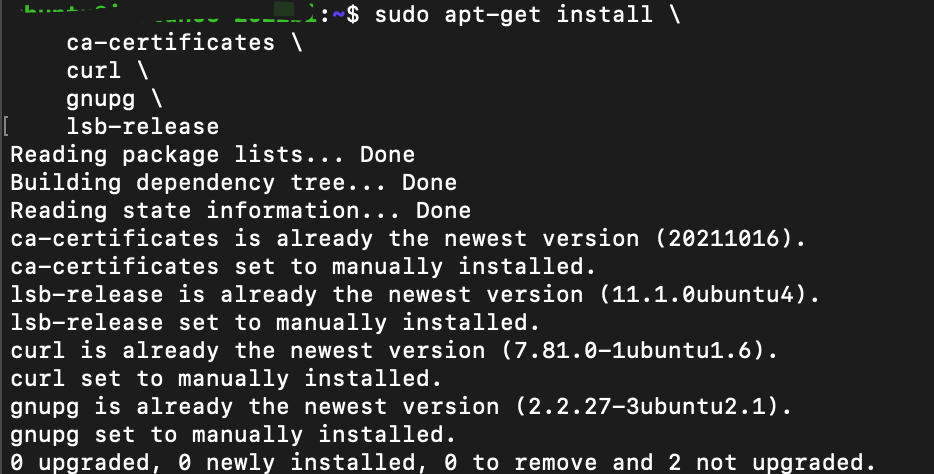 :~$ sudo apt-get install \
ca-certificates \
curl \
gnupg \
[ lsb-release
Reading package lists... Done
Building dependency tree... Done
Reading state information... Done
ca-certificates is already the newest version (20211016).
ca-certificates set to manually installed.
lsb-release is already the newest version (11.1.0ubuntu4).
lsb-release set to manually installed.
curl is already the newest version (7.81.0-1ubuntu1.6).
curl set to manually installed.
gnupg is already the newest version (2.2.27-3ubuntu2.1).
gnupg set to manually installed.
0 upgraded, 0 newly installed, 0 to remove and 2 not upgraded.